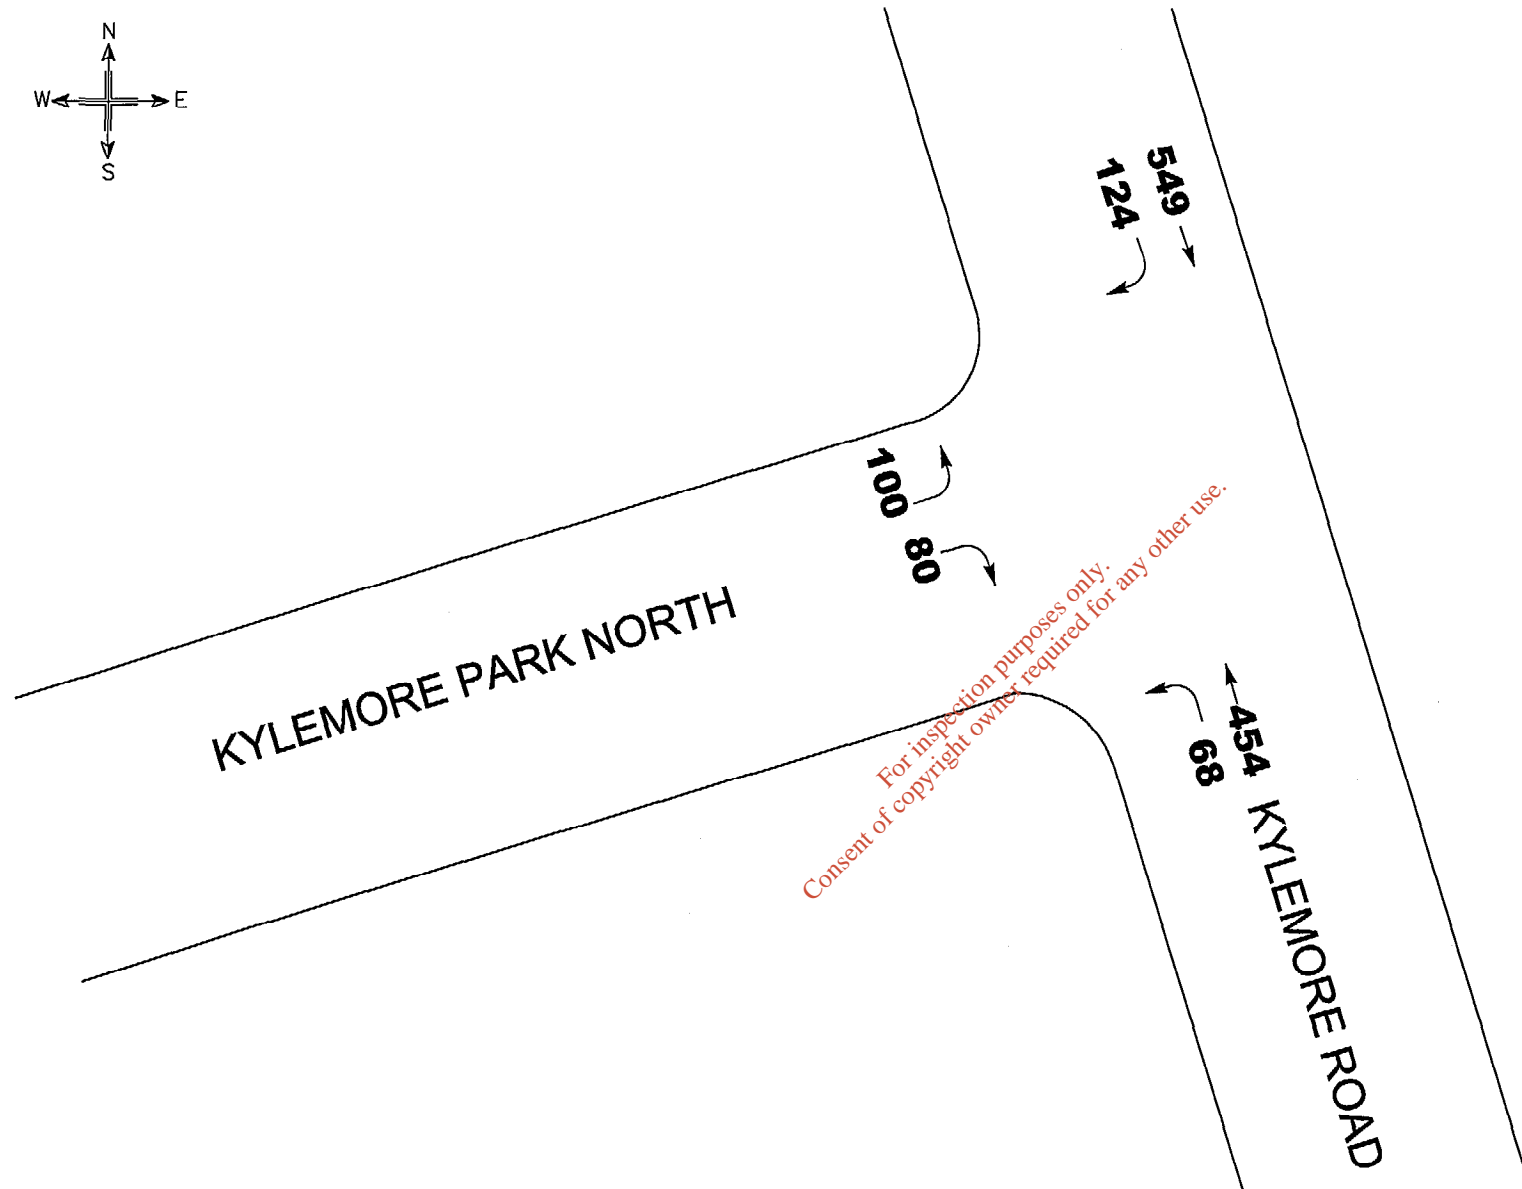 N
W E
S
549
124
100
80
KYLEMORE PARK NORTH
454
68
KYLEMORE ROAD
For inspection purposes only.
Consent of copyright owner required for any other use.